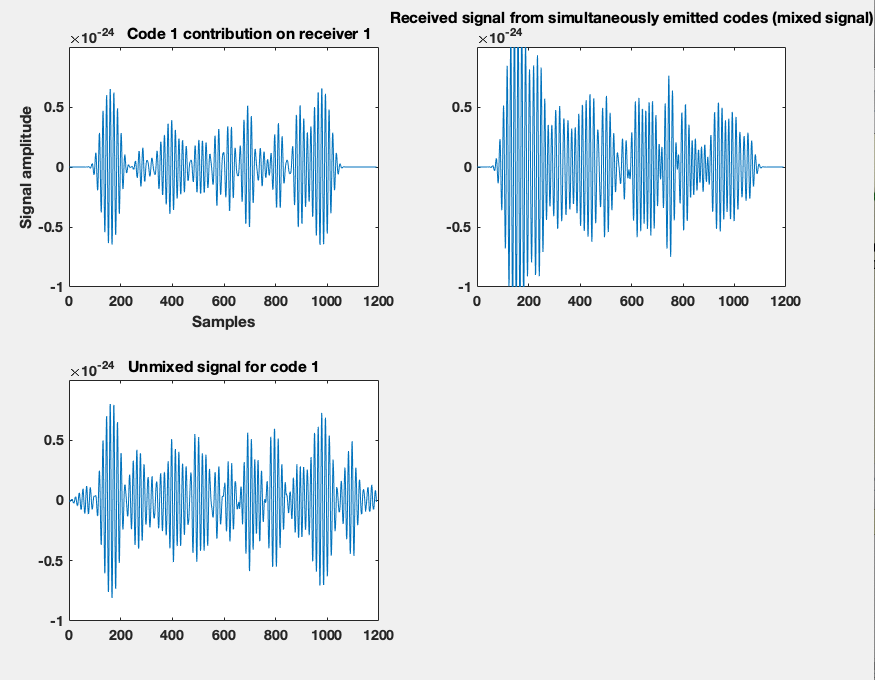 Received signal from simultaneously emitted codes (mixed signal)
×10-24 Code 1 contribution on receiver 1
×10-24
0.5
0
-0.5
-1
Signal amplitude
0 200 400 600 800 1000 1200
Samples
0.5
0
-0.5
-1
0 200 400 600 800 1000 1200
×10-24 Unmixed signal for code 1
0.5
0
-0.5
-1
0 200 400 600 800 1000 1200